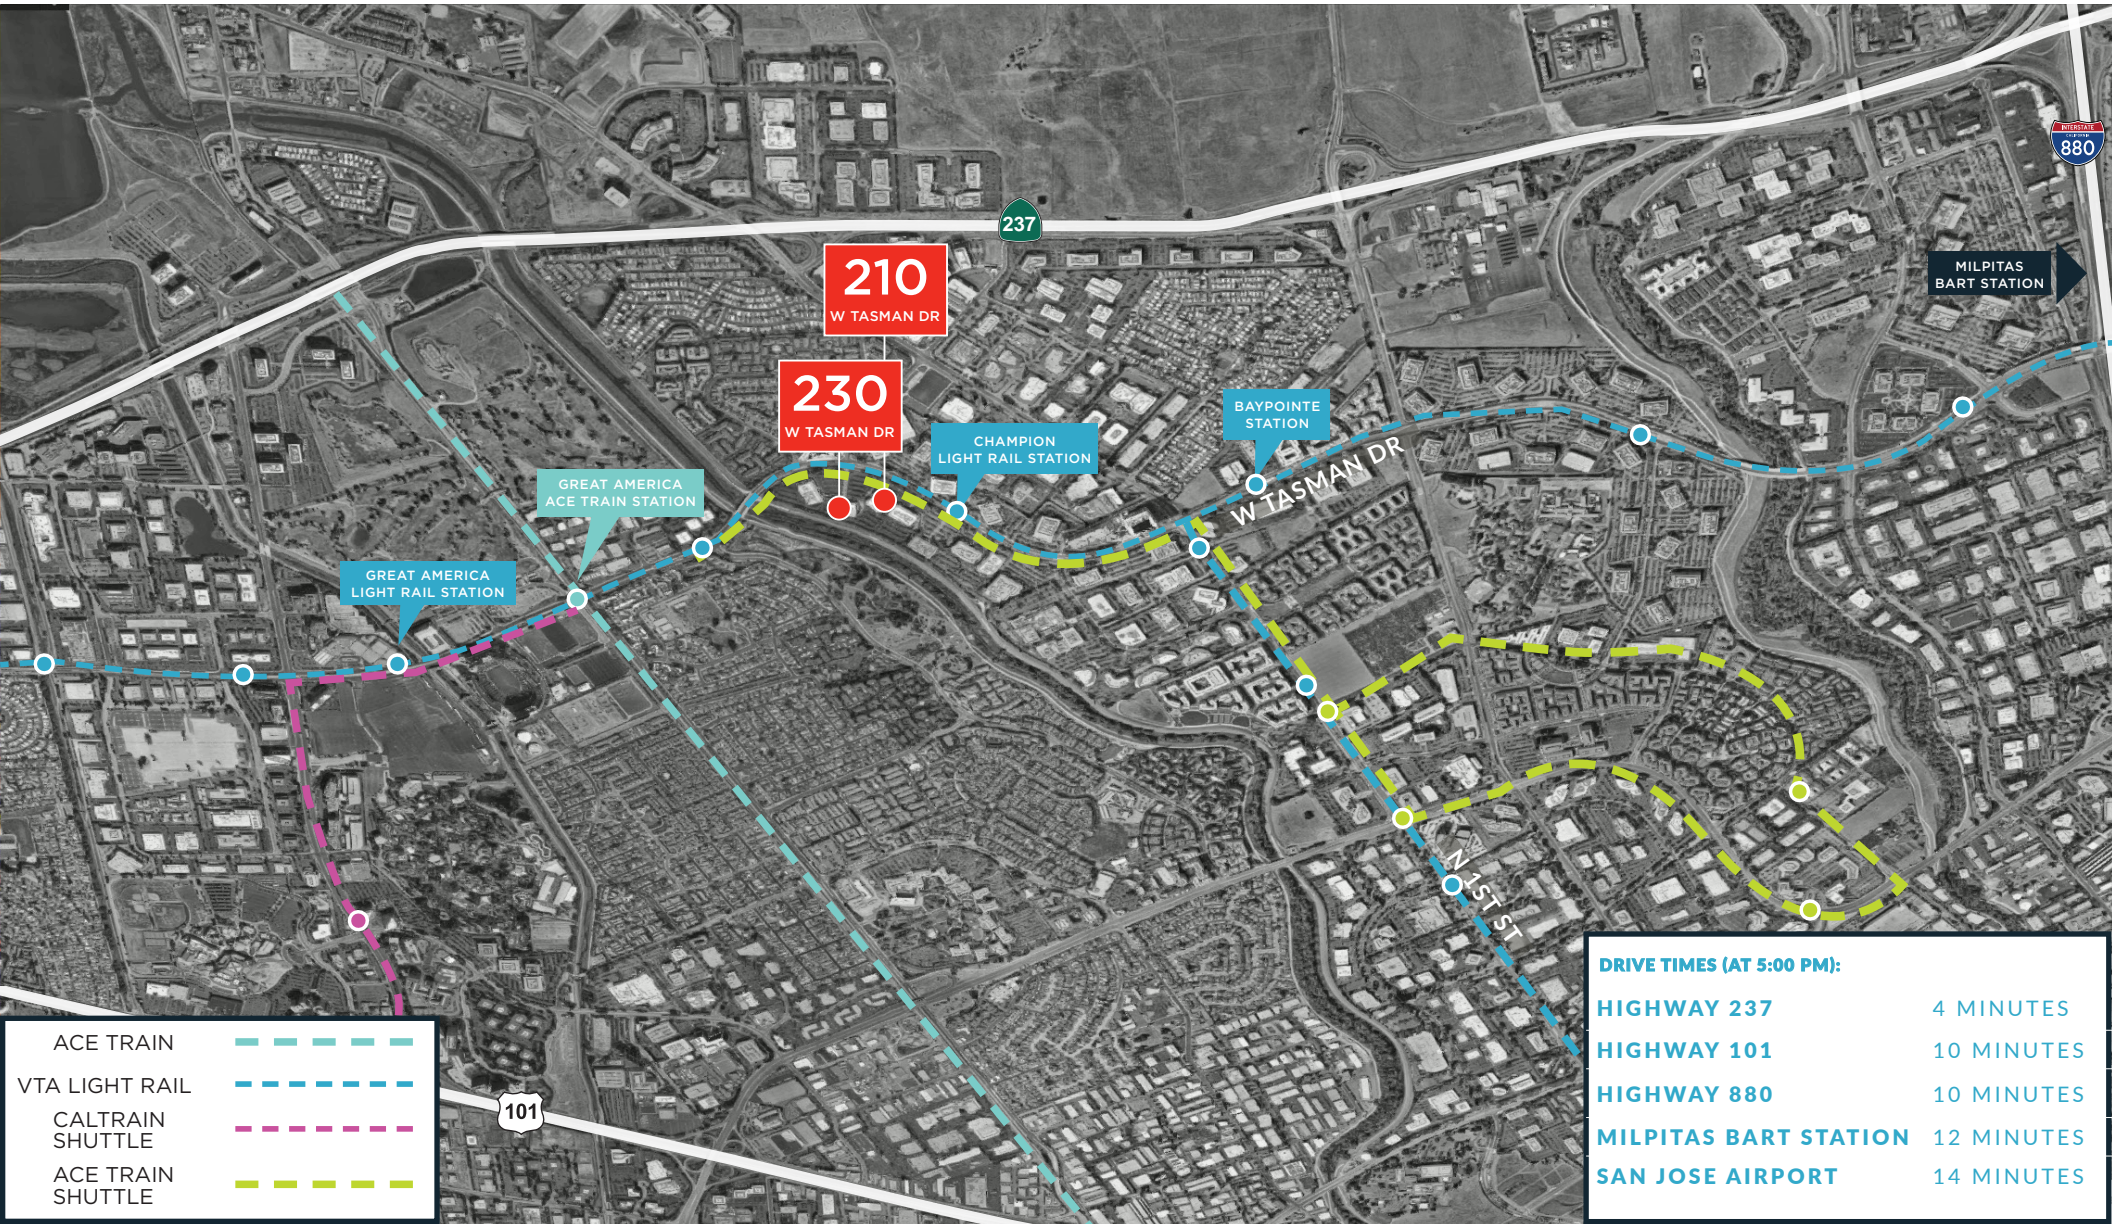 INTERSTATE
CALIFORNIA
880
237
MILPITAS
BART STATION
210
W TASMAN DR
230
W TASMAN DR
BAYPOINTE
STATION
CHAMPION
LIGHT RAIL STATION
W TASMAN DR
GREAT AMERICA
ACE TRAIN STATION
GREAT AMERICA
LIGHT RAIL STATION
N 1ST ST
101
ACE TRAIN
VTA LIGHT RAIL
CALTRAIN
SHUTTLE
ACE TRAIN
SHUTTLE
DRIVE TIMES (AT 5:00 PM):
HIGHWAY 237 4 MINUTES
HIGHWAY 101 10 MINUTES
HIGHWAY 880 10 MINUTES
MILPITAS BART STATION 12 MINUTES
SAN JOSE AIRPORT 14 MINUTES